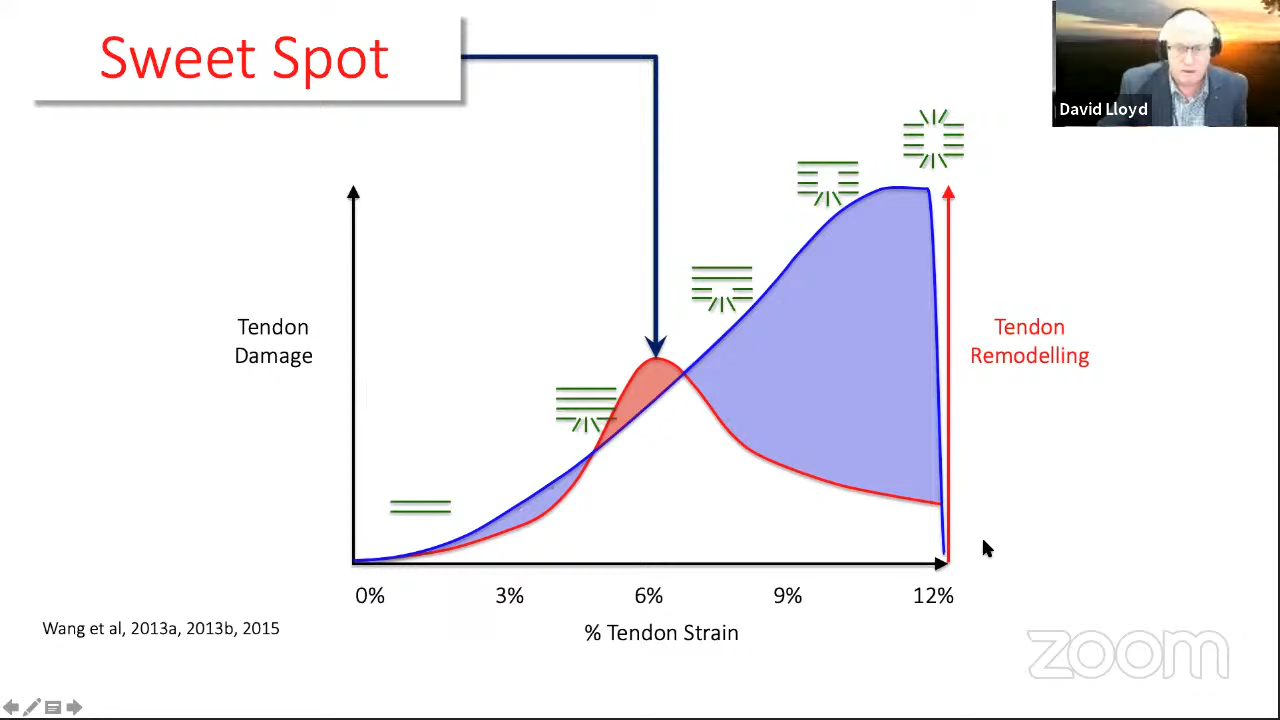 Sweet Spot
David Lloyd
Tendon
Damage
Tendon
Remodelling
0%
3%
6%
9%
12%
% Tendon Strain
Wang et al, 2013a, 2013b, 2015
zoom